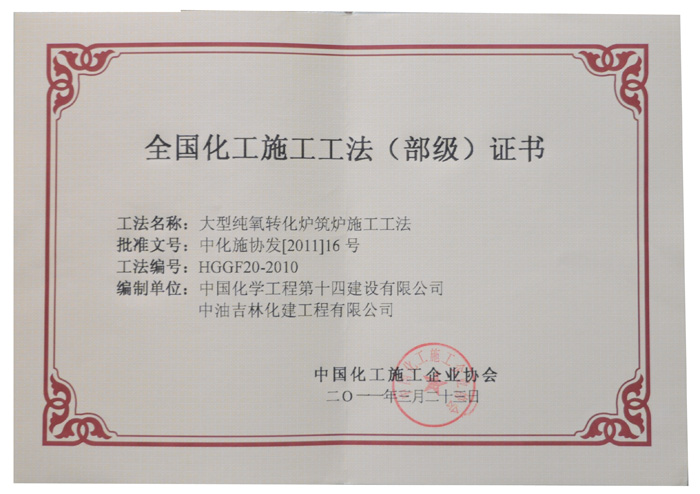 全国化工施工工法（部级）证书
工法名称：大型纯氧转化炉筑炉施工工法
批准文号：中化施协发[2011]16 号
工法编号：HGGF20-2010
编制单位：中国化学工程第十四建设有限公司
中油吉林化建工程有限公司
中国化工施工企业协会
二〇一一年三月二十三日